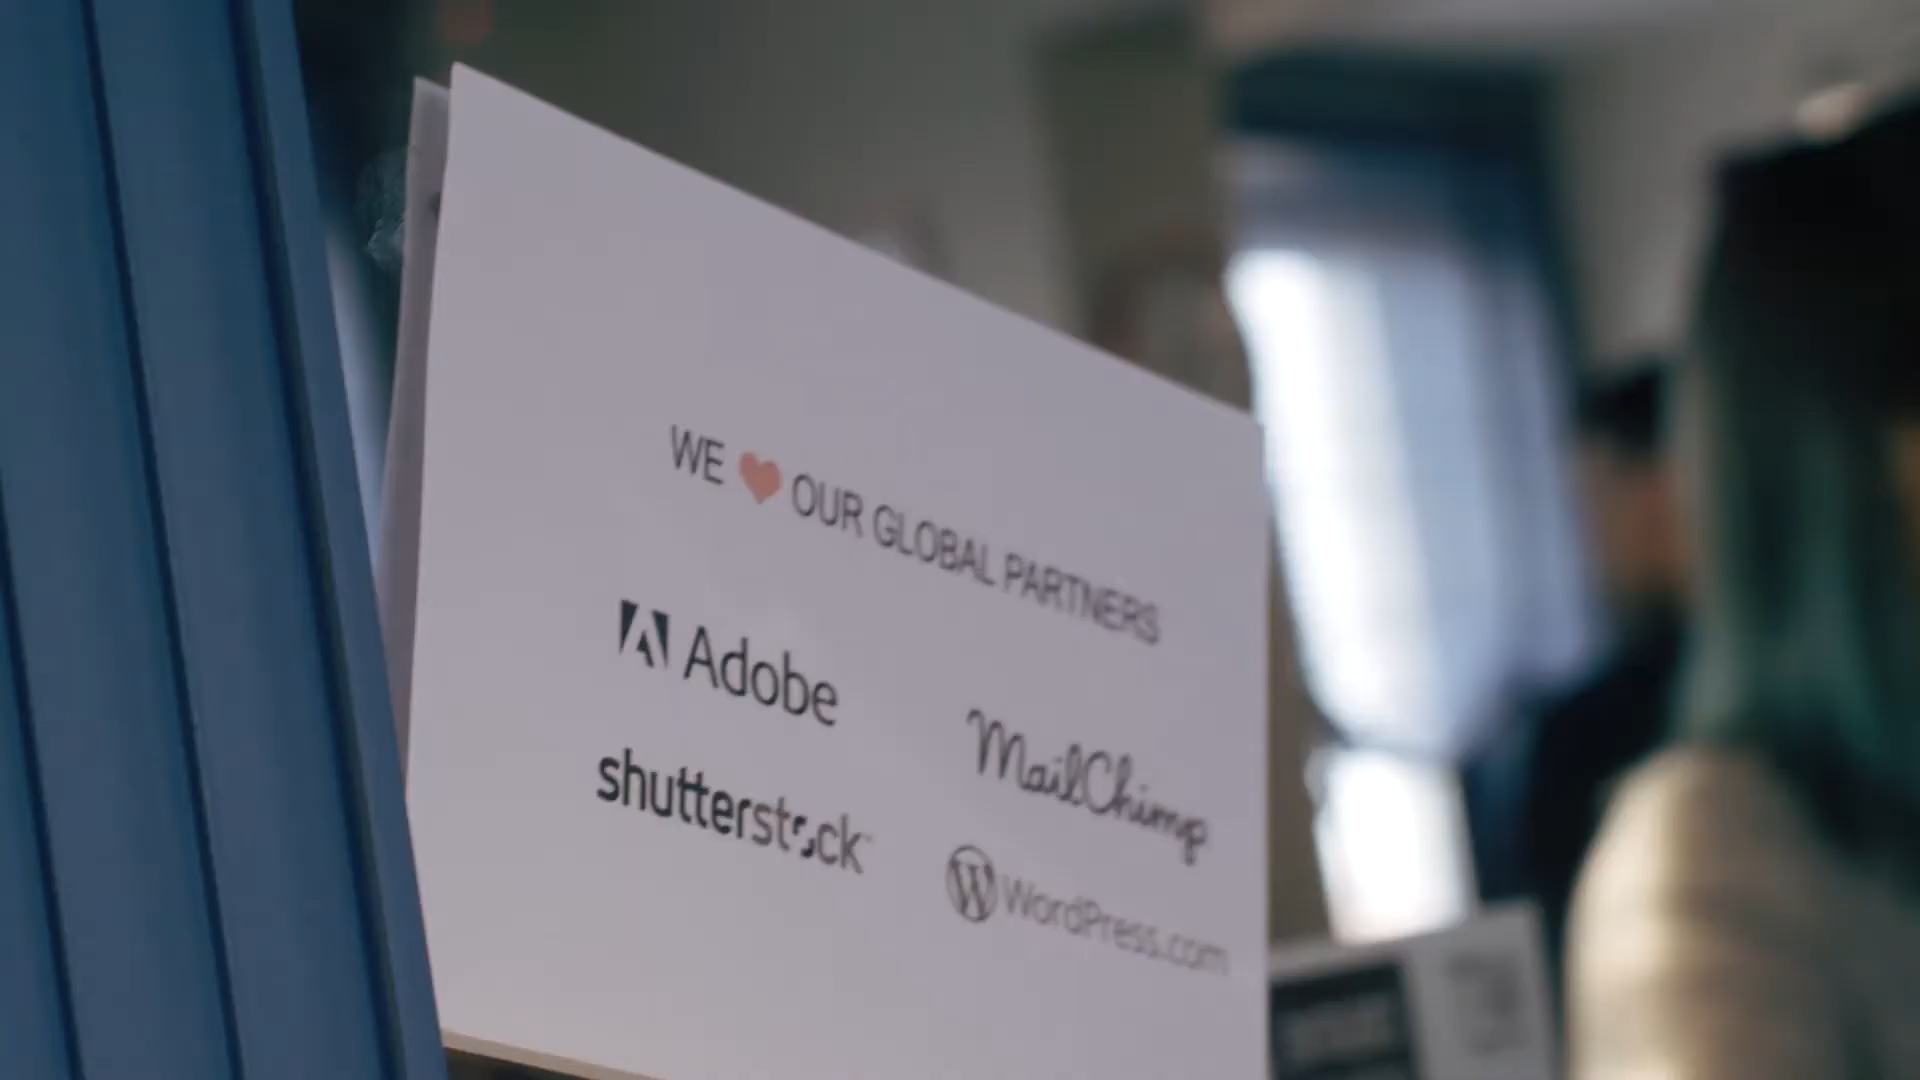 WE ❤ OUR GLOBAL PARTNERS
Adobe
MailChimp
shutterstock
WordPress.com